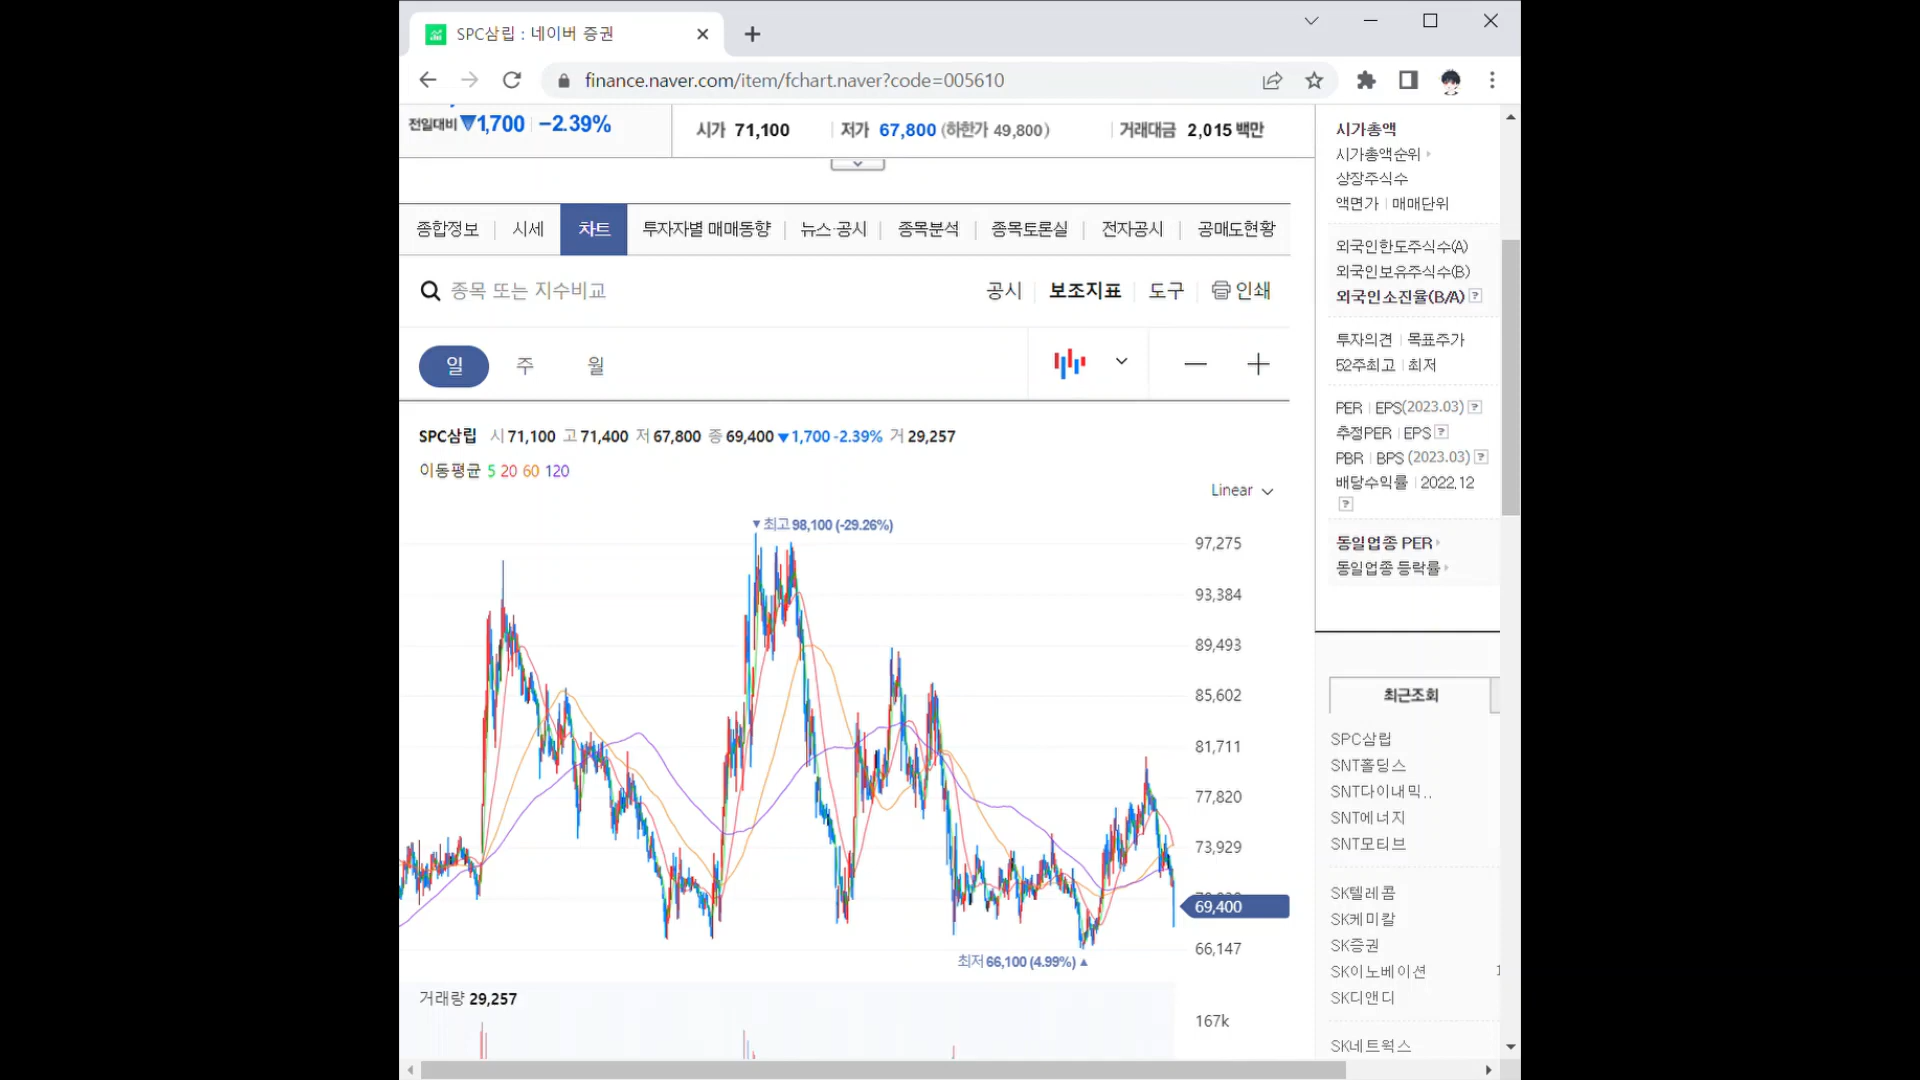 SPC삼립 : 네이버 증권
finance.naver.com/item/fchart.naver?code=005610
전일대비 ▼1,700 −2.39%
시가 71,100 저가 67,800 (하한가 49,800) 거래대금 2,015 백만
종합정보 시세 차트 투자자별 매매동향 뉴스·공시 종목분석 종목토론실 전자공시 공매도현황
종목 또는 지수비교 공시 보조지표 도구 인쇄
일 주 월
SPC삼립 시 71,100 고 71,400 저 67,800 종 69,400 ▼1,700 -2.39% 거 29,257
이동평균 5 20 60 120
Linear
▼최고 98,100 (-29.26%)
97,275
93,384
89,493
85,602
81,711
77,820
73,929
69,400
66,147
최저 66,100 (4.99%) ▲
거래량 29,257
167k
시가총액
시가총액순위
상장주식수
액면가 매매단위
외국인한도주식수(A)
외국인보유주식수(B)
외국인소진율(B/A) ?
투자의견 목표주가
52주최고 최저
PER EPS(2023.03) ?
추정PER EPS ?
PBR BPS (2023.03) ?
배당수익률 2022.12
?
동일업종 PER
동일업종 등락률
최근조회
SPC삼립
SNT홀딩스
SNT다이내믹..
SNT에너지
SNT모티브
SK텔레콤
SK케미칼
SK증권
SK이노베이션
SK디앤디
SK네트웍스